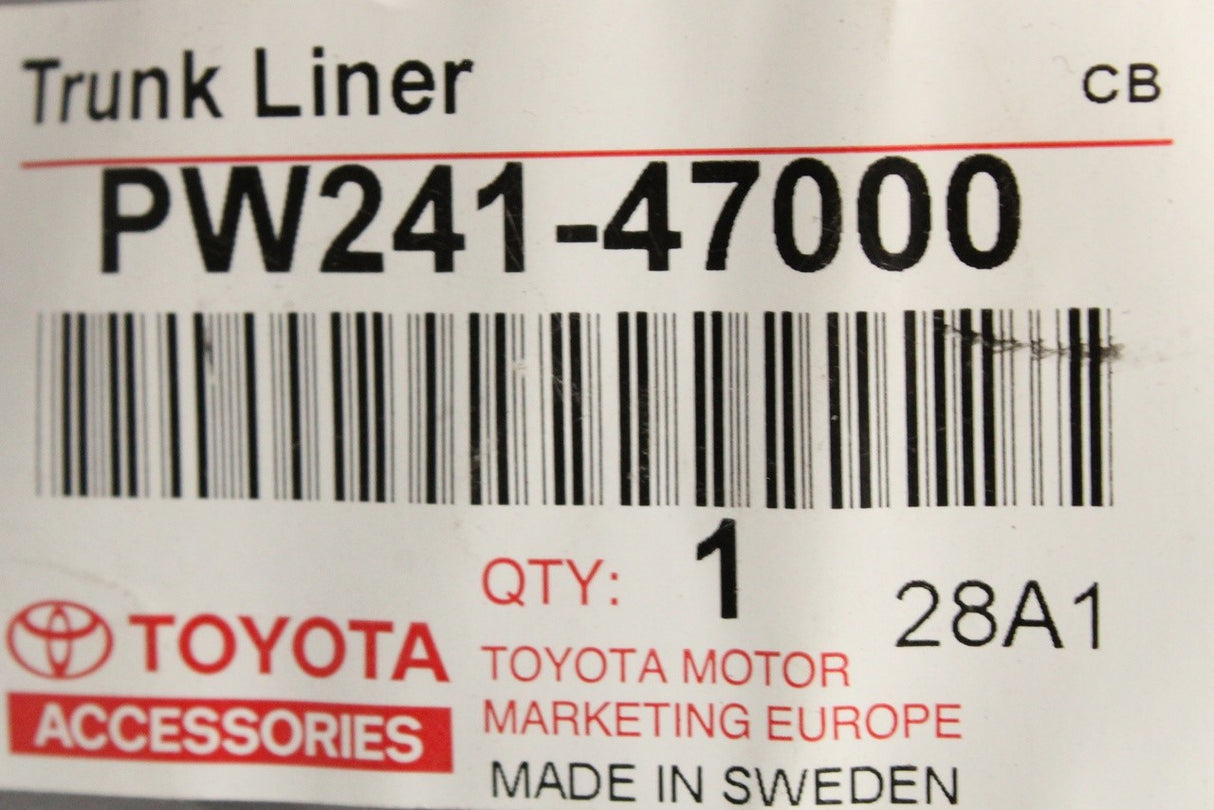 Trunk Liner CB
PW241-47000
QTY: 1 28A1
TOYOTA
ACCESSORIES
TOYOTA MOTOR
MARKETING EUROPE
MADE IN SWEDEN